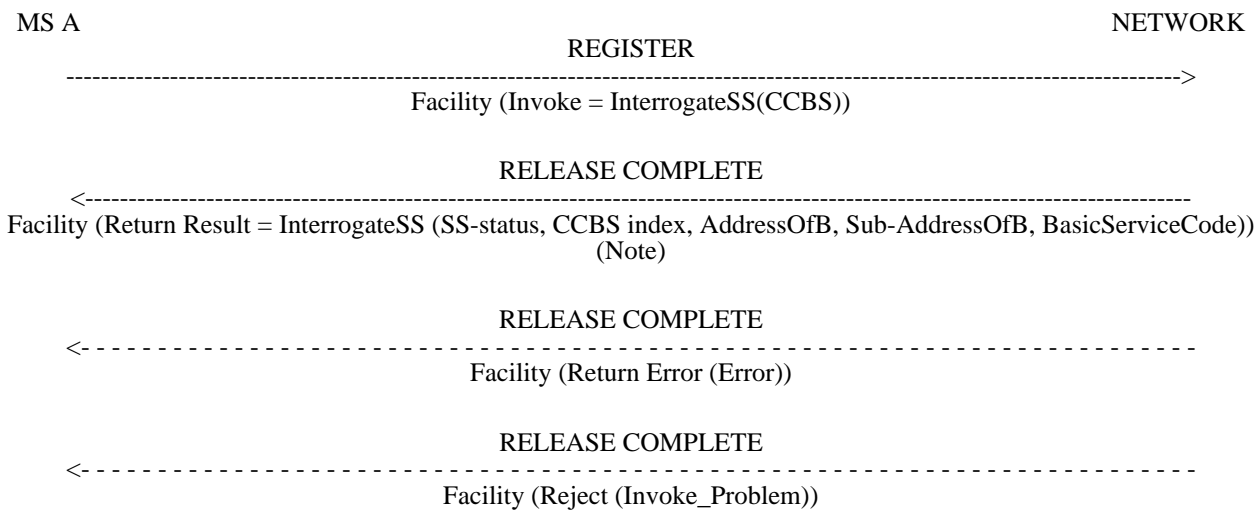 MS A NETWORK
REGISTER
------------------------------------------------------------------------------------------------------------------------------->
Facility (Invoke = InterrogateSS(CCBS))
RELEASE COMPLETE
<-------------------------------------------------------------------------------------------------------------------------------
Facility (Return Result = InterrogateSS (SS-status, CCBS index, AddressOfB, Sub-AddressOfB, BasicServiceCode))
(Note)
RELEASE COMPLETE
<- - - - - - - - - - - - - - - - - - - - - - - - - - - - - - - - - - - - - - - - - - - - - - - - - - - - - - - - - - - -
Facility (Return Error (Error))
RELEASE COMPLETE
<- - - - - - - - - - - - - - - - - - - - - - - - - - - - - - - - - - - - - - - - - - - - - - - - - - - - - - - - - - - -
Facility (Reject (Invoke_Problem))